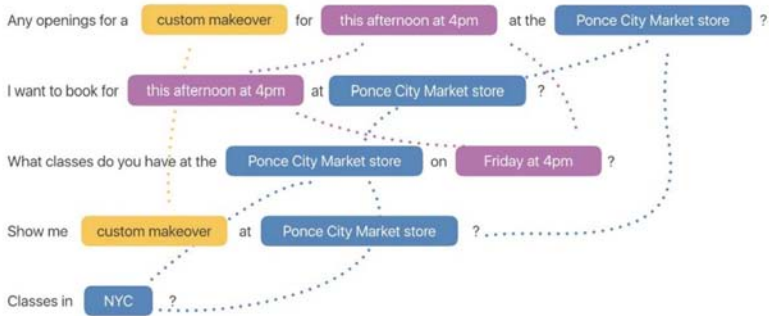 Any openings for a custom makeover for this afternoon at 4pm at the Ponce City Market store ?
I want to book for this afternoon at 4pm at Ponce City Market store ?
What classes do you have at the Ponce City Market store on Friday at 4pm ?
Show me custom makeover at Ponce City Market store ?
Classes in NYC ?